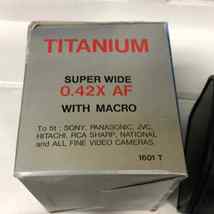 TITANIUM
SUPER WIDE
0.42X AF
WITH MACRO
To fit : SONY, PANASONIC, JVC,
HITACHI, RCA SHARP, NATIONAL
and ALL FINE VIDEO CAMERAS.
1601 T